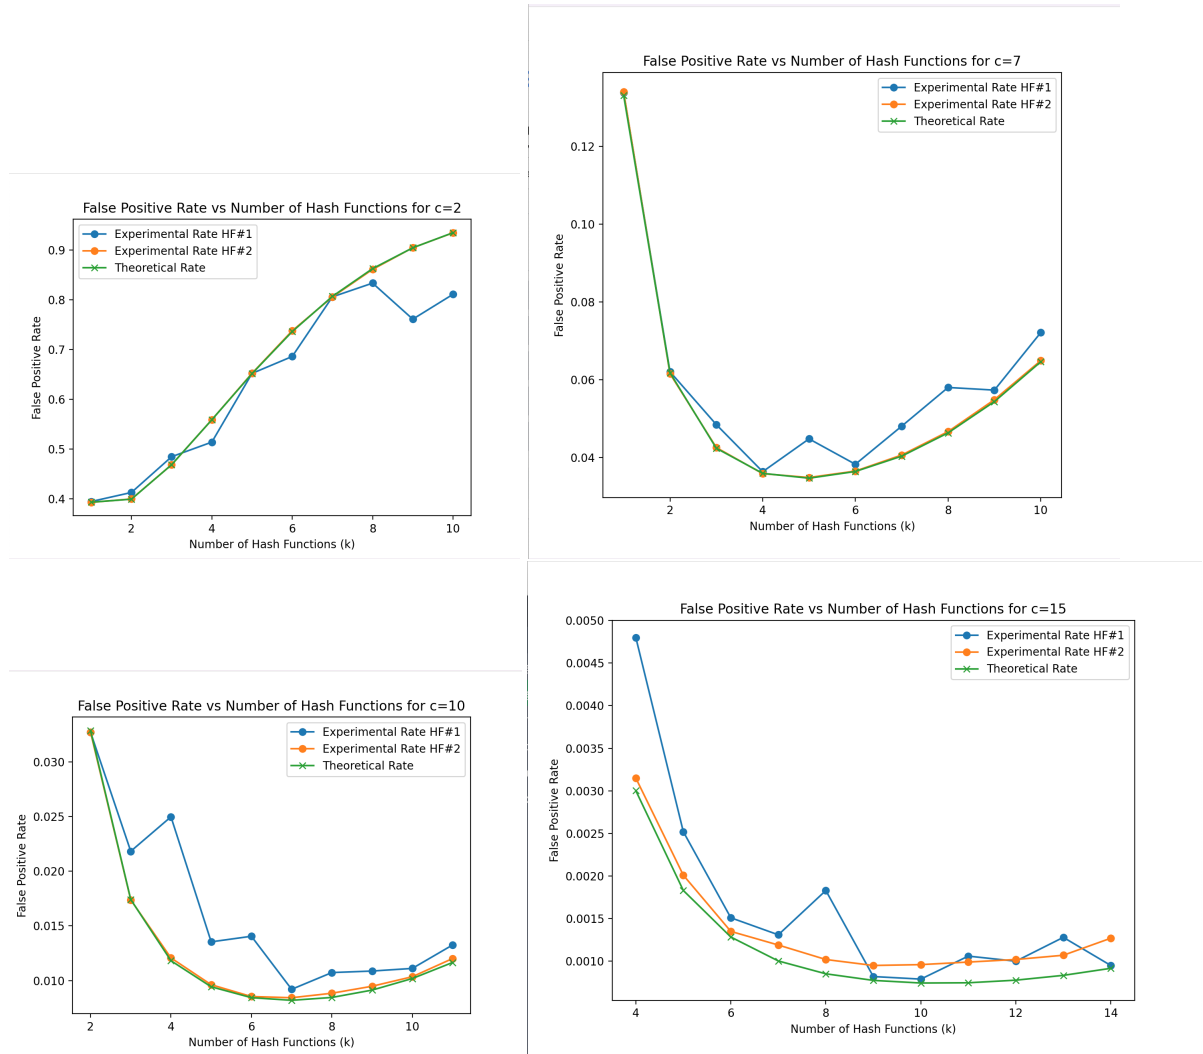 False Positive Rate vs Number of Hash Functions for c=2
Experimental Rate HF#1
Experimental Rate HF#2
Theoretical Rate
False Positive Rate
0.9
0.8
0.7
0.6
0.5
0.4
2 4 6 8 10
Number of Hash Functions (k)
False Positive Rate vs Number of Hash Functions for c=7
Experimental Rate HF#1
Experimental Rate HF#2
Theoretical Rate
False Positive Rate
0.12
0.10
0.08
0.06
0.04
2 4 6 8 10
Number of Hash Functions (k)
False Positive Rate vs Number of Hash Functions for c=10
Experimental Rate HF#1
Experimental Rate HF#2
Theoretical Rate
False Positive Rate
0.030
0.025
0.020
0.015
0.010
2 4 6 8 10
Number of Hash Functions (k)
False Positive Rate vs Number of Hash Functions for c=15
Experimental Rate HF#1
Experimental Rate HF#2
Theoretical Rate
False Positive Rate
0.0050
0.0045
0.0040
0.0035
0.0030
0.0025
0.0020
0.0015
0.0010
4 6 8 10 12 14
Number of Hash Functions (k)